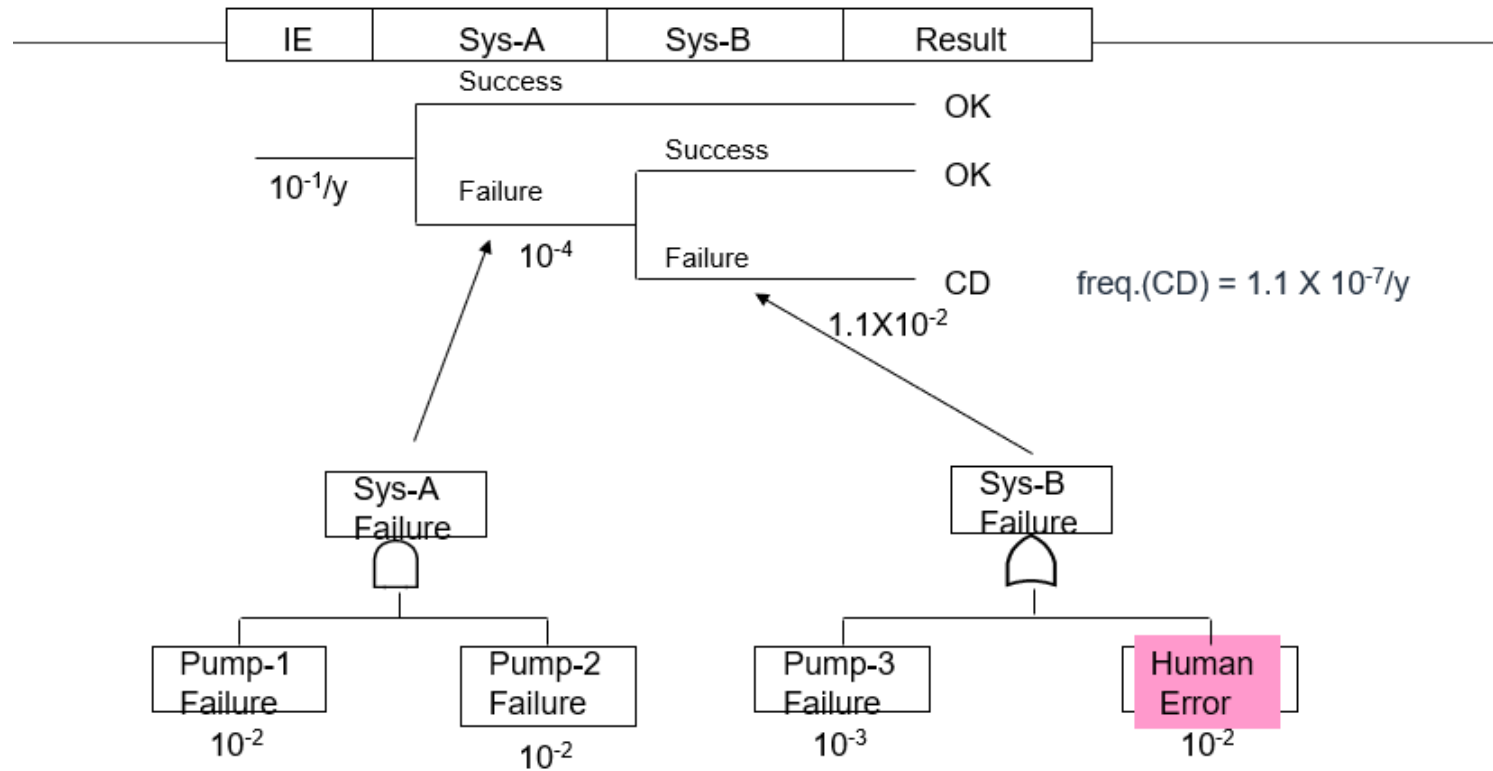 IE Sys-A Sys-B Result
Success
OK
Success
10⁻¹/y
Failure
OK
10⁻⁴
Failure
CD freq.(CD) = 1.1 X 10⁻⁷/y
1.1X10⁻²
Sys-A
Failure
Sys-B
Failure
Pump-1
Failure
10⁻²
Pump-2
Failure
10⁻²
Pump-3
Failure
10⁻³
Human
Error
10⁻²